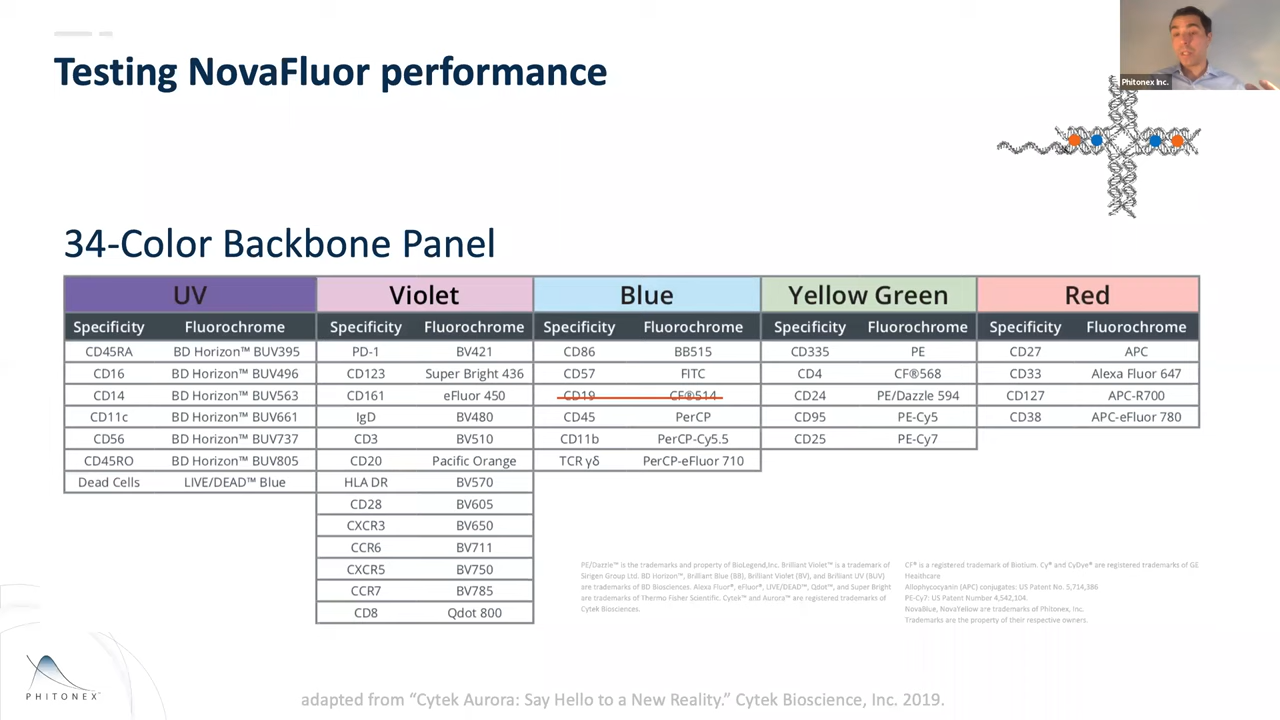 Testing NovaFluor performance
Phitonex Inc.
34-Color Backbone Panel
UV Violet Blue Yellow Green Red
Specificity Fluorochrome Specificity Fluorochrome Specificity Fluorochrome Specificity Fluorochrome Specificity Fluorochrome
CD45RA BD Horizon™ BUV395 PD-1 BV421 CD86 BB515 CD335 PE CD27 APC
CD16 BD Horizon™ BUV496 CD123 Super Bright 436 CD57 FITC CD4 CF®568 CD33 Alexa Fluor 647
CD14 BD Horizon™ BUV563 CD161 eFluor 450 CD19 CF®514 CD24 PE/Dazzle 594 CD127 APC-R700
CD11c BD Horizon™ BUV661 IgD BV480 CD45 PerCP CD95 PE-Cy5 CD38 APC-eFluor 780
CD56 BD Horizon™ BUV737 CD3 BV510 CD11b PerCP-Cy5.5 CD25 PE-Cy7
CD45RO BD Horizon™ BUV805 CD20 Pacific Orange TCR γδ PerCP-eFluor 710
Dead Cells LIVE/DEAD™ Blue HLA DR BV570
CD28 BV605
CXCR3 BV650
CCR6 BV711
CXCR5 BV750
CCR7 BV785
CD8 Qdot 800
PE/Dazzle™ is the trademarks and property of BioLegend,Inc. Brilliant Violet™ is a trademark of
Sirigen Group Ltd. BD Horizon™, Brilliant Blue (BB), Brilliant Violet (BV), and Brilliant UV (BUV)
are trademarks of BD Biosciences. Alexa Fluor®, eFluor®, LIVE/DEAD™, Qdot™, and Super Bright
are trademarks of Thermo Fisher Scientific. Cytek™ and Aurora™ are registered trademarks of
Cytek Biosciences.
CF® is a registered trademark of Biotium. Cy® and CyDye® are registered trademarks of GE
Healthcare
Allophycocyanin (APC) conjugates: US Patent No. 5,714,386
PE-Cy7: US Patent Number 4,542,104.
NovaBlue, NovaYellow are trademarks of Phitonex, Inc.
Trademarks are the property of their respective owners.
PHITONEX
adapted from “Cytek Aurora: Say Hello to a New Reality.” Cytek Bioscience, Inc. 2019.